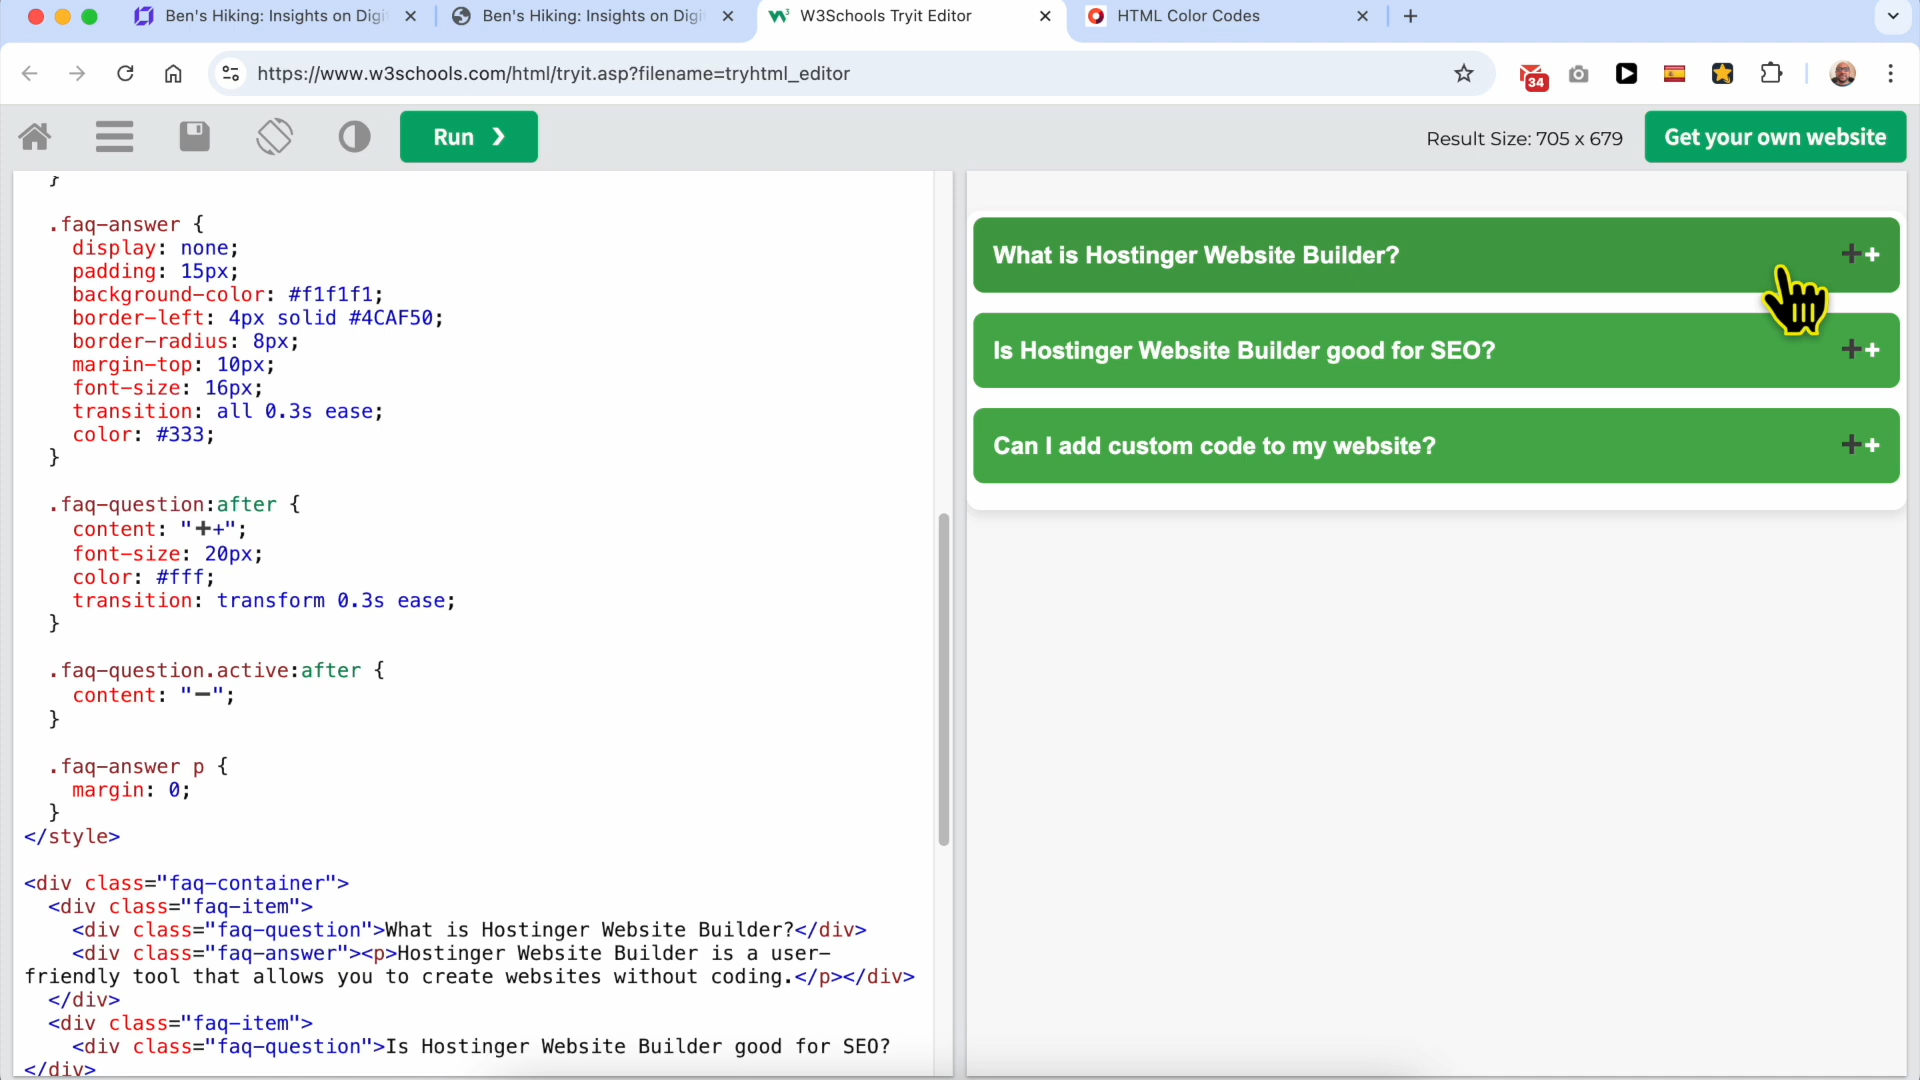 Ben's Hiking: Insights on Digi
Ben's Hiking: Insights on Digi
W3Schools Tryit Editor
HTML Color Codes
https://www.w3schools.com/html/tryit.asp?filename=tryhtml_editor
34
Run ❯
Result Size: 705 x 679
Get your own website
}
.faq-answer {
display: none;
padding: 15px;
background-color: #f1f1f1;
border-left: 4px solid #4CAF50;
border-radius: 8px;
margin-top: 10px;
font-size: 16px;
transition: all 0.3s ease;
color: #333;
}
.faq-question:after {
content: "➕+";
font-size: 20px;
color: #fff;
transition: transform 0.3s ease;
}
.faq-question.active:after {
content: "➖";
}
.faq-answer p {
margin: 0;
}
</style>
<div class="faq-container">
<div class="faq-item">
<div class="faq-question">What is Hostinger Website Builder?</div>
<div class="faq-answer"><p>Hostinger Website Builder is a user-
friendly tool that allows you to create websites without coding.</p></div>
</div>
<div class="faq-item">
<div class="faq-question">Is Hostinger Website Builder good for SEO?
</div>
What is Hostinger Website Builder? ➕+
Is Hostinger Website Builder good for SEO? ➕+
Can I add custom code to my website? ➕+